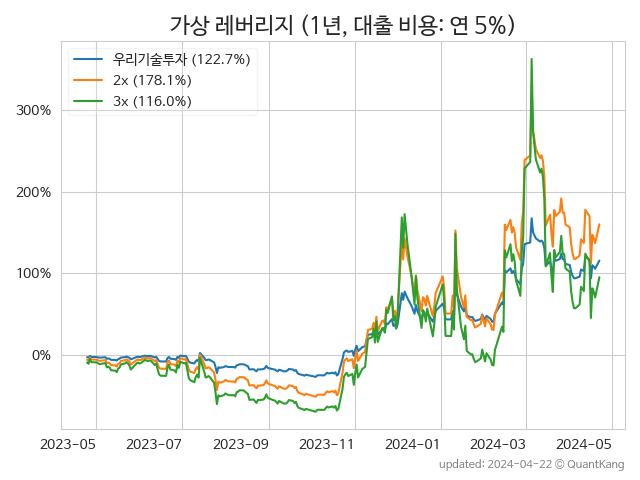 가상 레버리지 (1년, 대출 비용: 연 5%)
우리기술투자 (122.7%)
2x (178.1%)
3x (116.0%)
300%
200%
100%
0%
2023-05 2023-07 2023-09 2023-11 2024-01 2024-03 2024-05
updated: 2024-04-22 © QuantKang